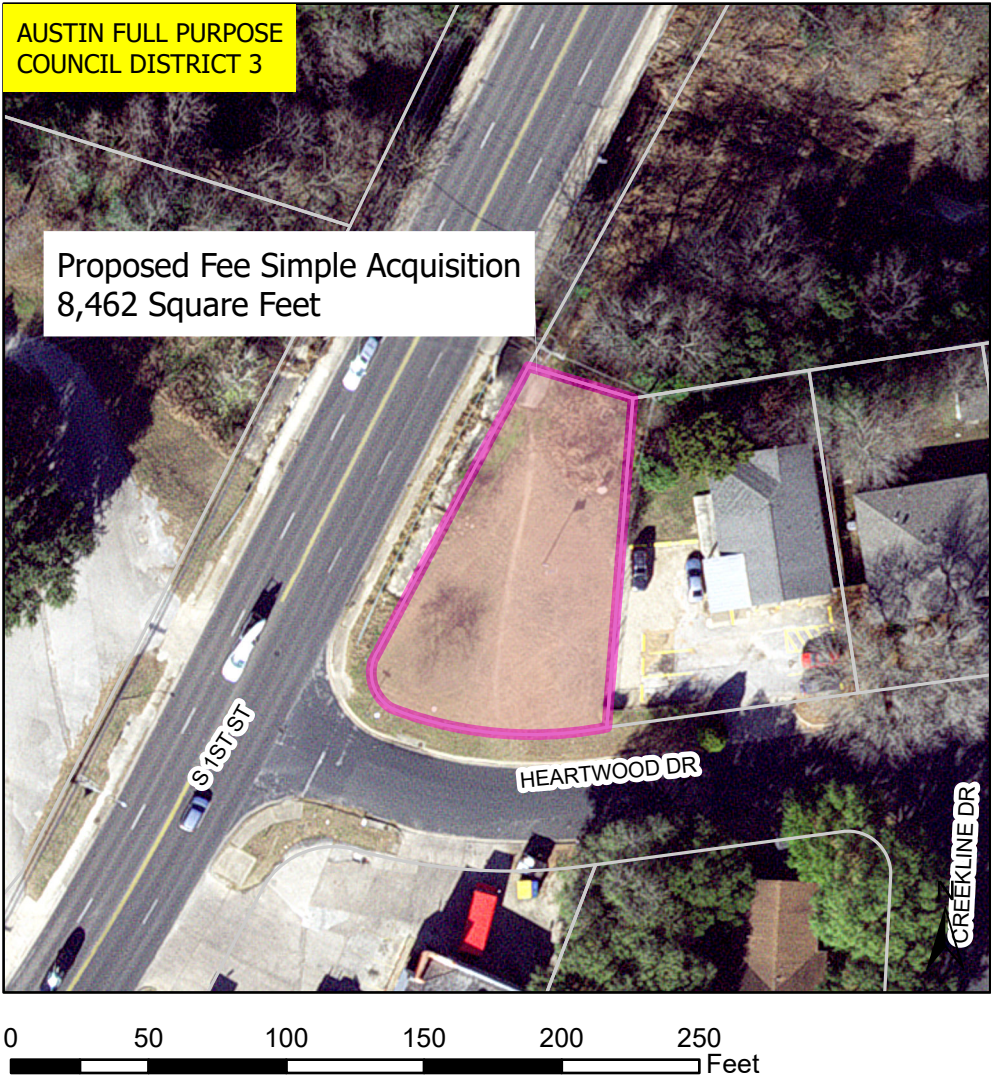 AUSTIN FULL PURPOSE
COUNCIL DISTRICT 3
Proposed Fee Simple Acquisition
8,462 Square Feet
S 1ST ST
HEARTWOOD DR
CREEKLINE DR
0 50 100 150 200 250
Feet